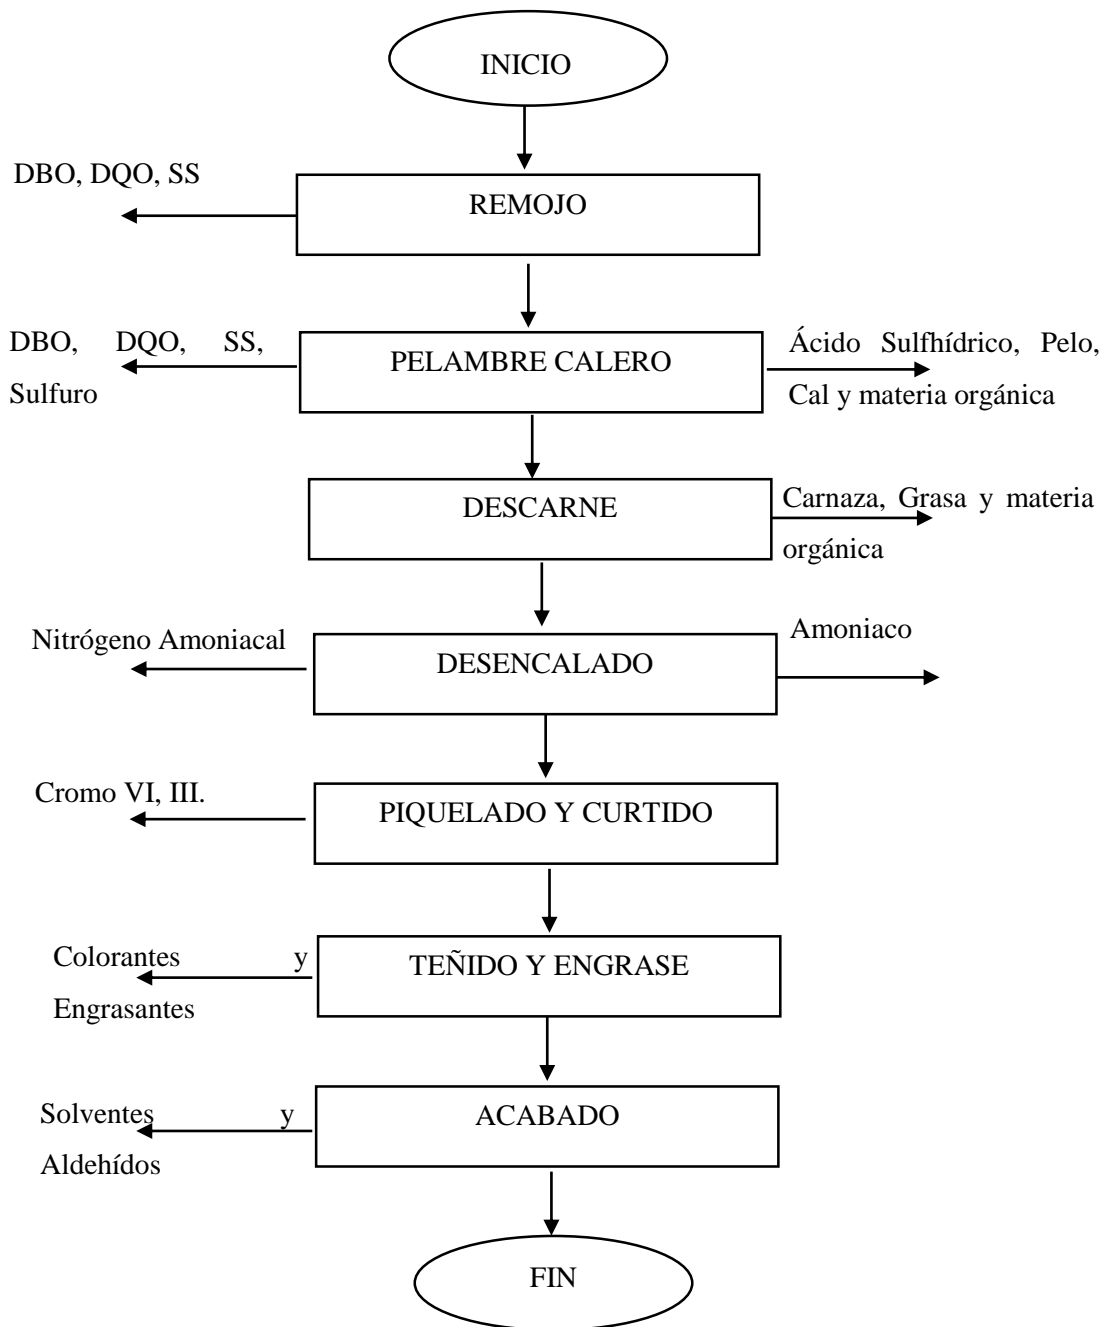 INICIO
DBO, DQO, SS
REMOJO
DBO, DQO, SS,
Sulfuro
PELAMBRE CALERO
Ácido Sulfhídrico, Pelo,
Cal y materia orgánica
DESCARNE
Carnaza, Grasa y materia
orgánica
Nitrógeno Amoniacal
DESENCALADO
Amoniaco
Cromo VI, III.
PIQUELADO Y CURTIDO
Colorantes y
Engrasantes
TEÑIDO Y ENGRASE
Solventes y
Aldehídos
ACABADO
FIN